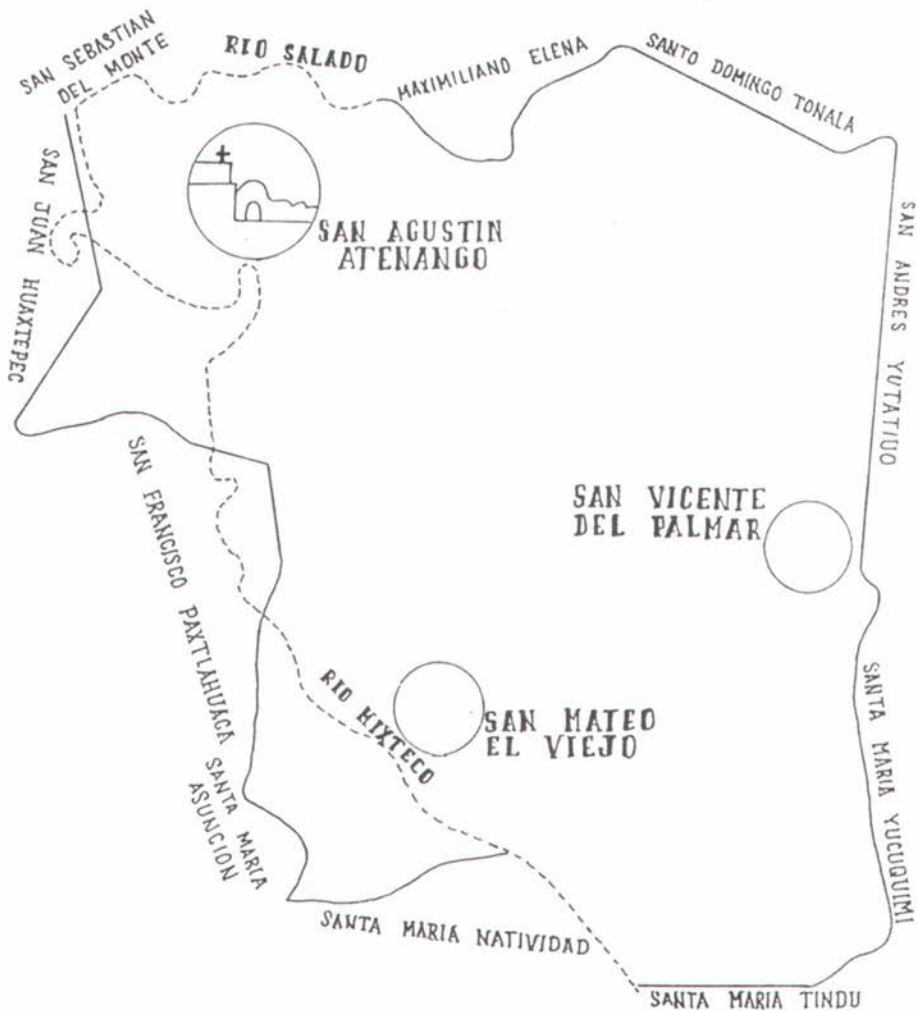 SAN SEBASTIAN
DEL MONTE
RIO SALADO
MAXIMILIANO ELENA
SANTO DOMINGO TONALA
SAN JUAN HUAXTEPEC
SAN AGUSTIN
ATENANGO
SAN ANDRES YUTATIUO
SAN FRANCISCO PAXTLAHUACA
SAN VICENTE
DEL PALMAR
RIO MIXTECO
SAN MATEO
EL VIEJO
SANTA MARIA
ASUNCION
SANTA MARIA YUCUQUIMI
SANTA MARIA NATIVIDAD
SANTA MARIA TINDU